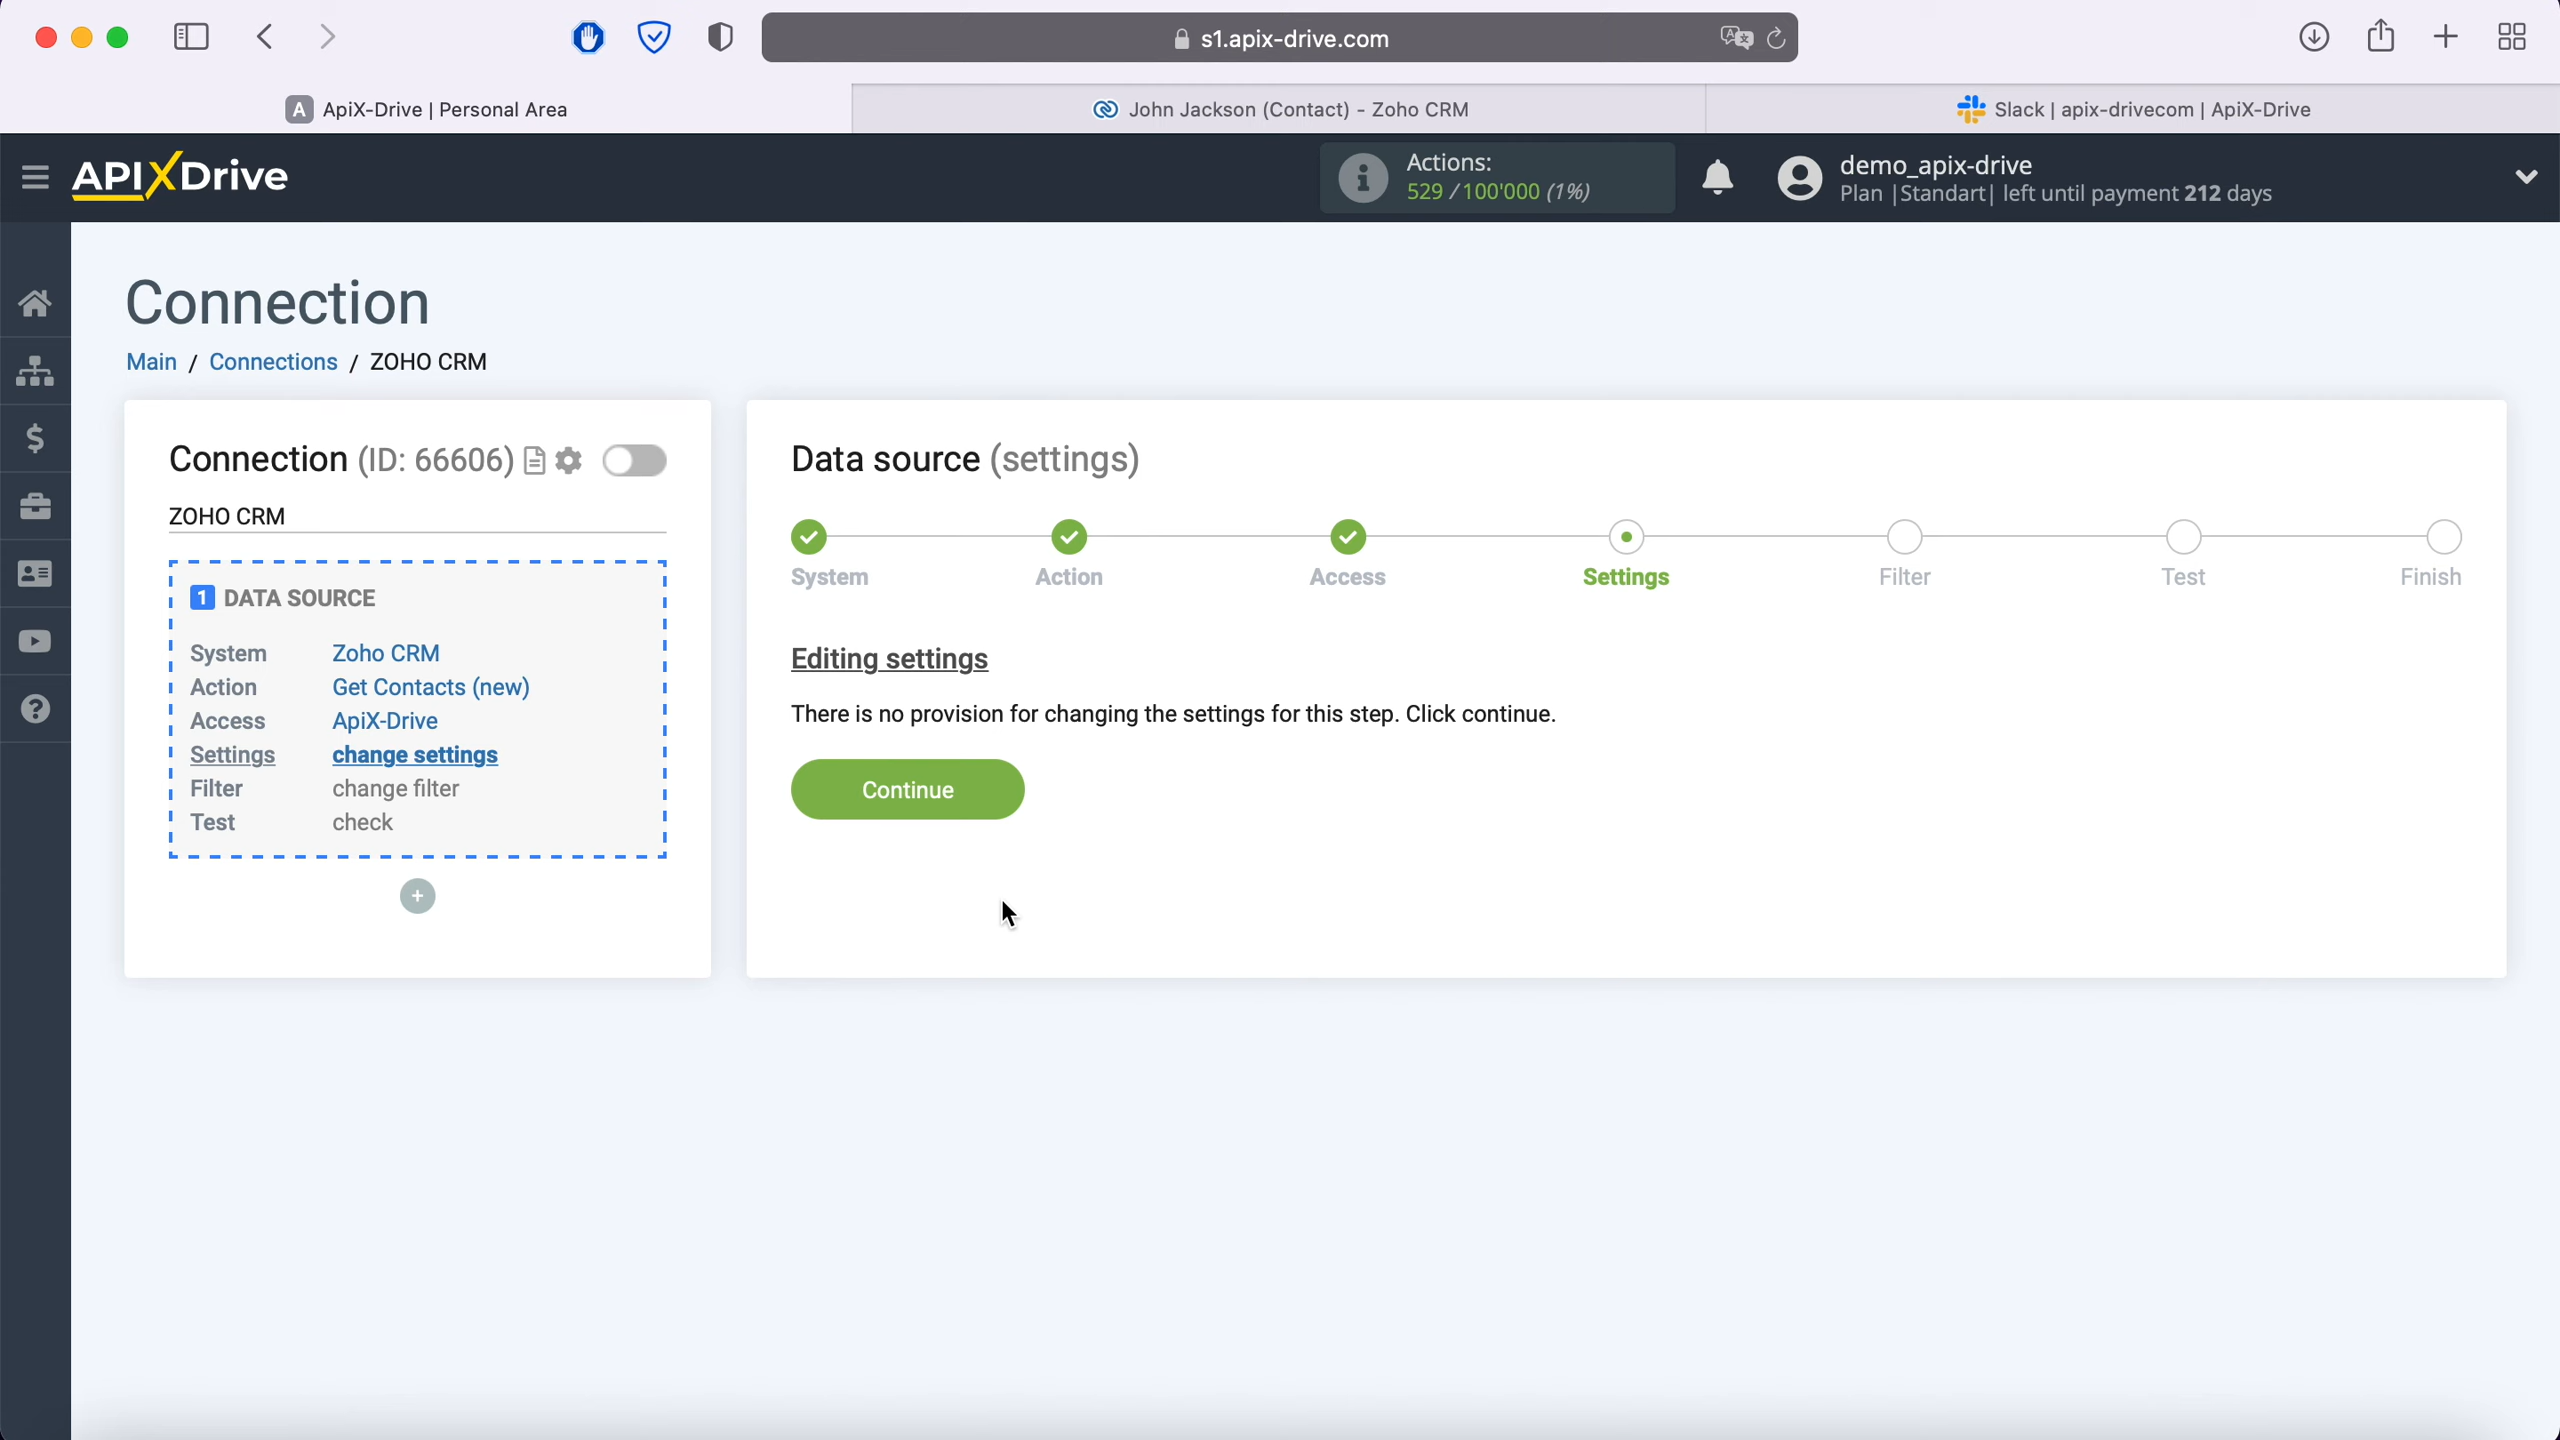 s1.apix-drive.com
A ApiX-Drive | Personal Area
John Jackson (Contact) - Zoho CRM
Slack | apix-drivecom | ApiX-Drive
APIXDrive
Actions:
529 / 100'000 (1%)
demo_apix-drive
Plan |Standart| left until payment 212 days
Connection
Main / Connections / ZOHO CRM
Connection (ID: 66606)
ZOHO CRM
1 DATA SOURCE
System Zoho CRM
Action Get Contacts (new)
Access ApiX-Drive
Settings change settings
Filter change filter
Test check
+
Data source (settings)
System
Action
Access
Settings
Filter
Test
Finish
Editing settings
There is no provision for changing the settings for this step. Click continue.
Continue